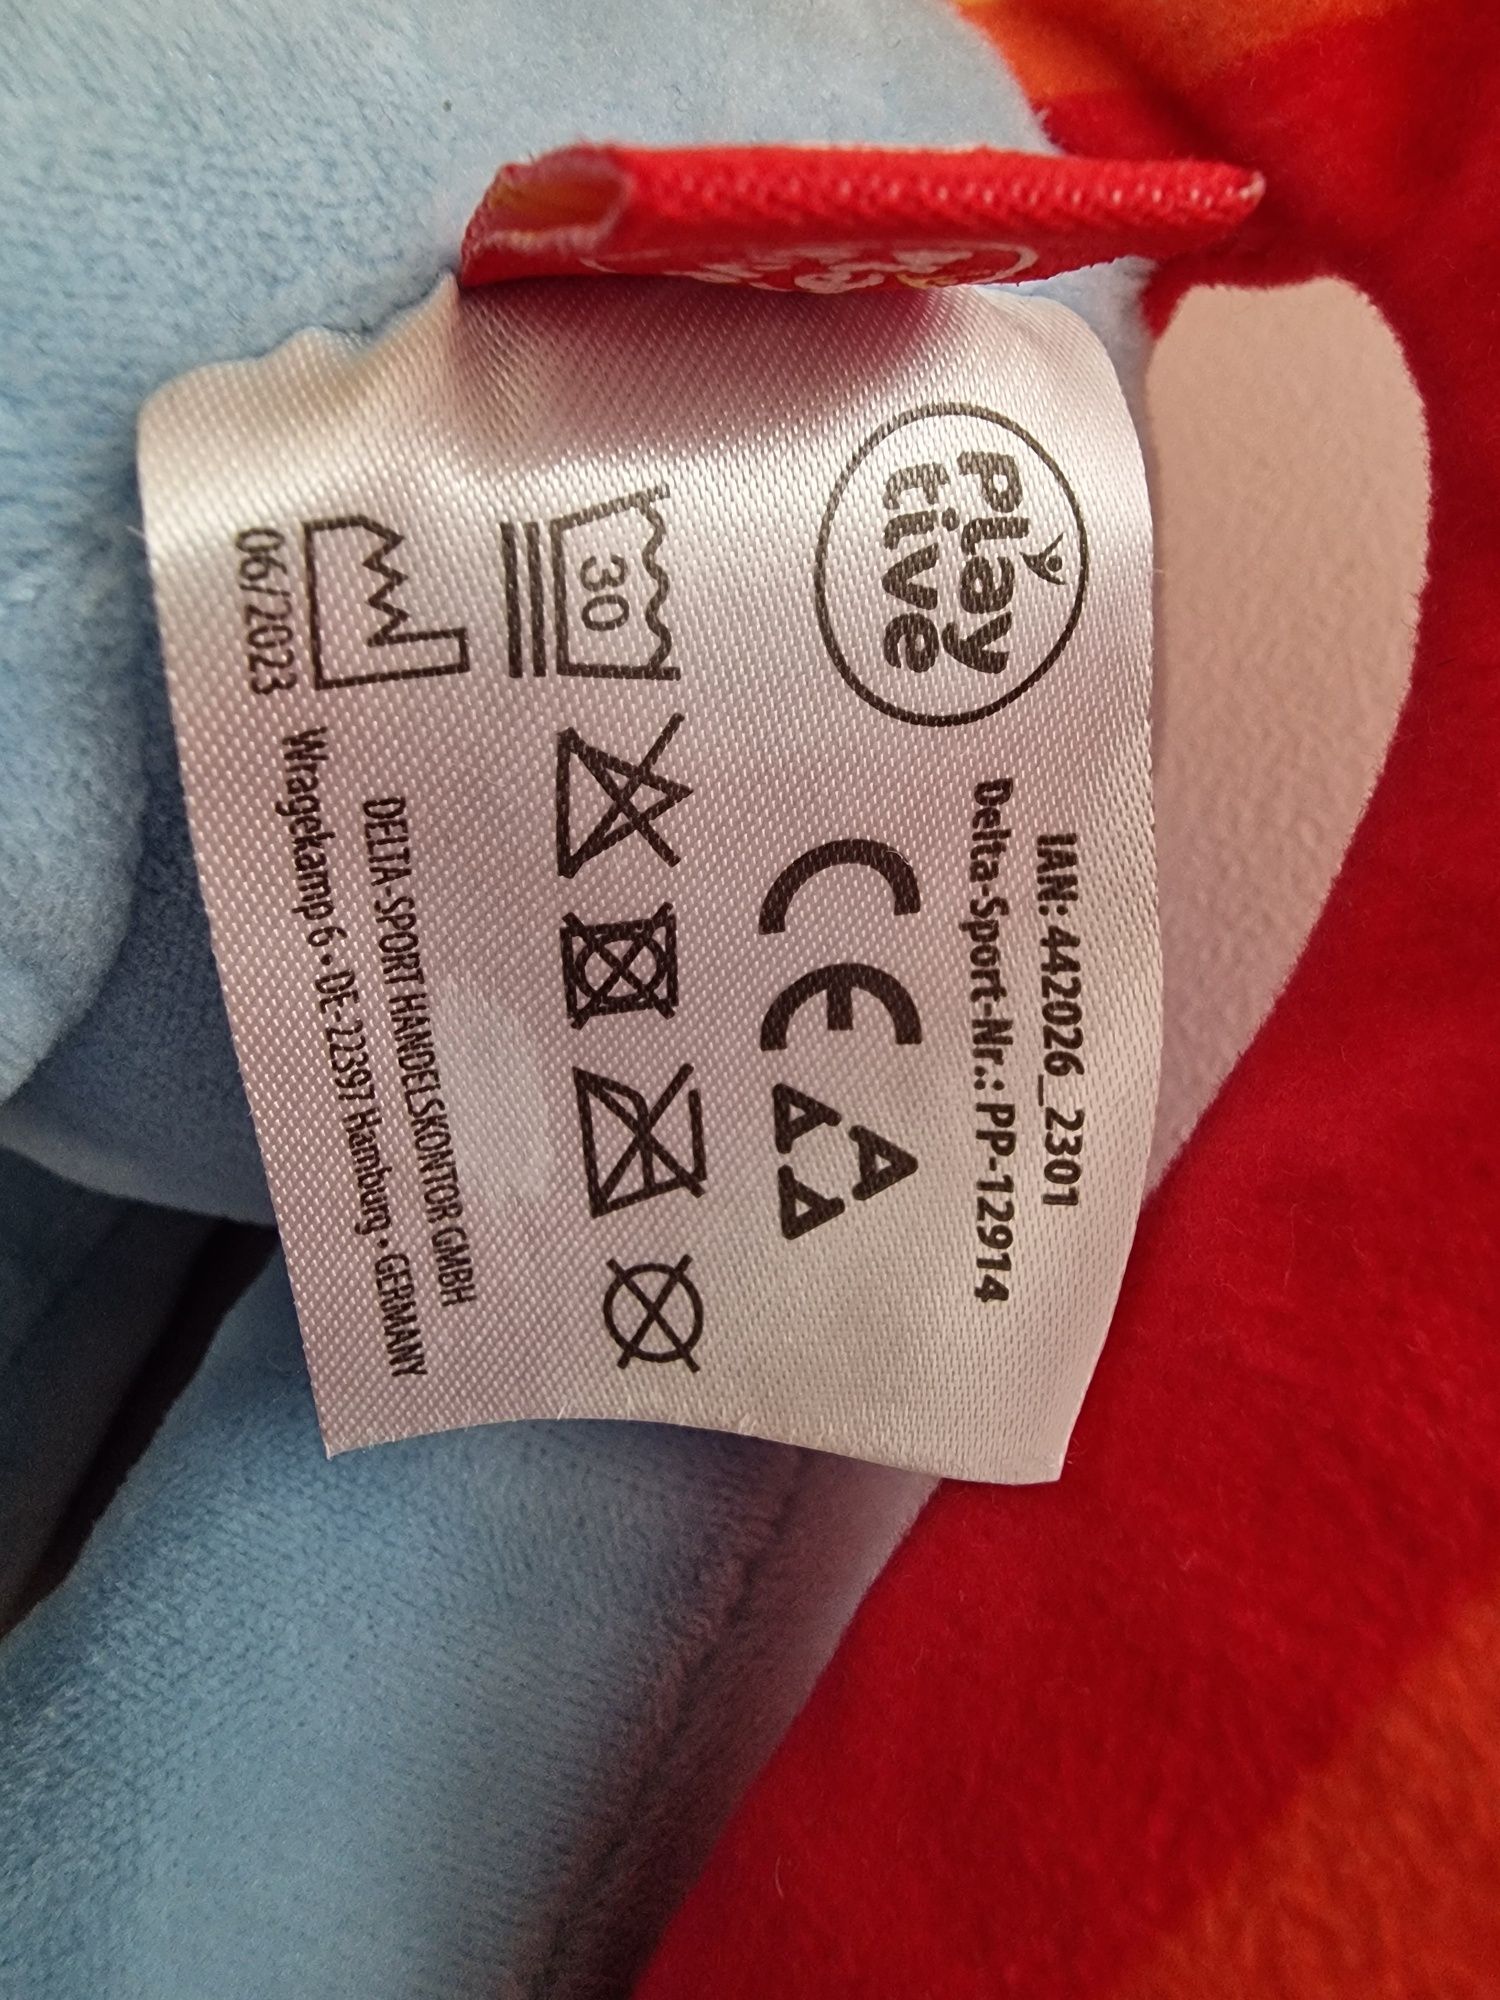 Play
tive
IAN: 442026_2301
Delta-Sport-Nr.: PP-12914
CE
30
06/2023
DELTA-SPORT HANDELSKONTOR GMBH
Wragekamp 6 • DE-22397 Hamburg • GERMANY